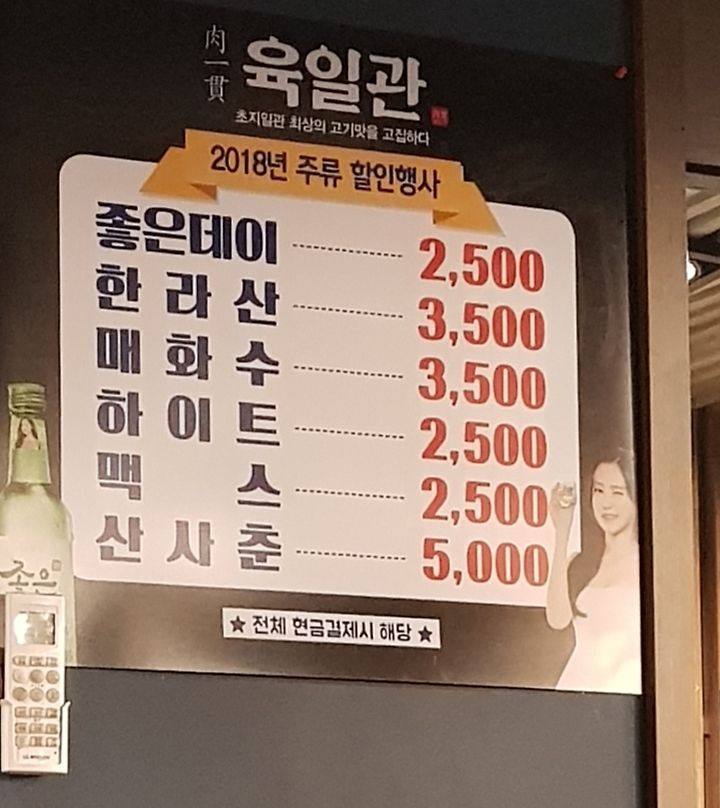 肉一貫
육일관
초지일관 최상의 고기맛을 고집하다
2018년 주류 할인행사
좋은데이 2,500
한라산 3,500
매화수 3,500
하이트 2,500
맥스 2,500
산사춘 5,000
★ 전체 현금결제시 해당 ★
좋은